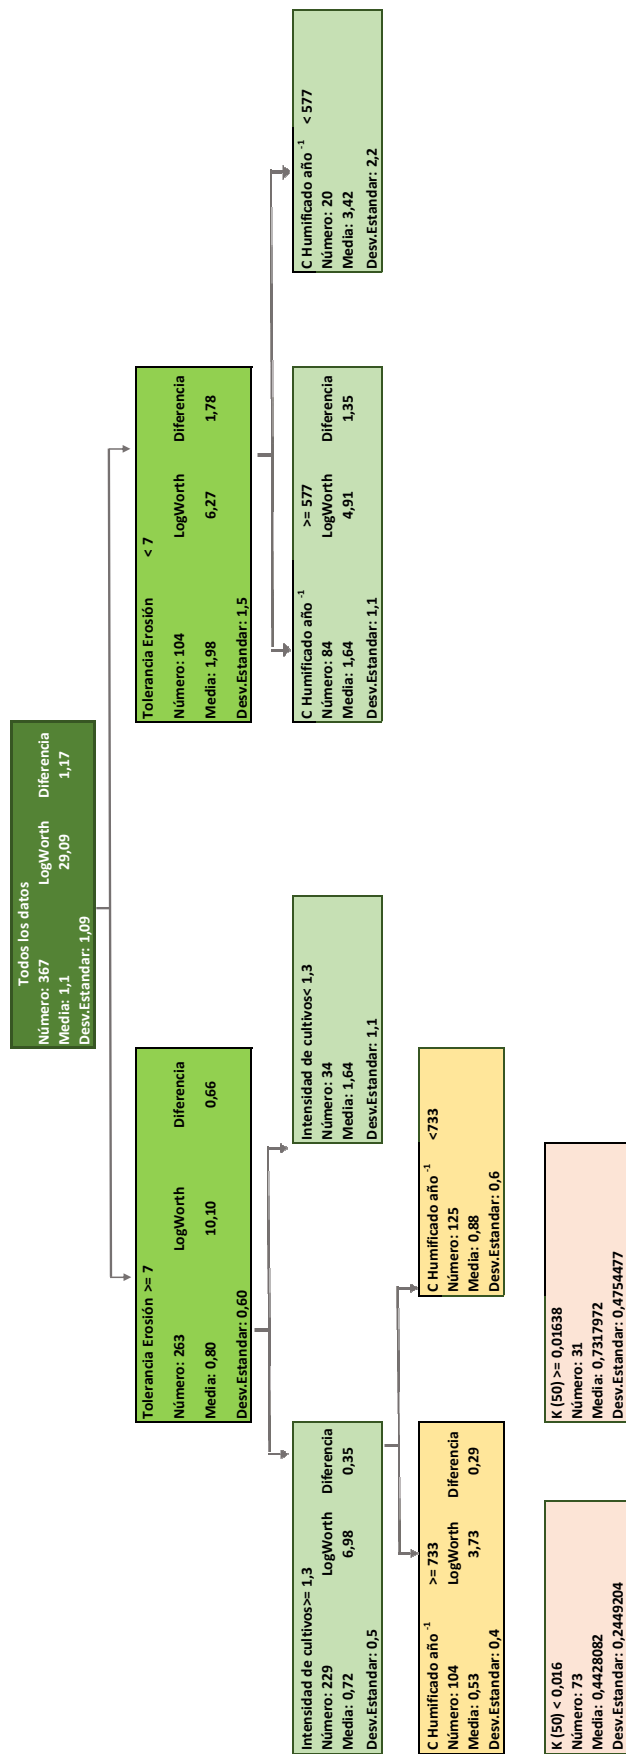 Todos los datos
Número: 367 LogWorth Diferencia
Media: 1,1 29,09 1,17
Desv.Estandar: 1,09
Tolerancia Erosión >= 7
Número: 263 LogWorth Diferencia
Media: 0,80 10,10 0,66
Desv.Estandar: 0,60
Tolerancia Erosión < 7
Número: 104 LogWorth Diferencia
Media: 1,98 6,27 1,78
Desv.Estandar: 1,5
Intensidad de cultivos>= 1,3
Número: 229 LogWorth Diferencia
Media: 0,72 6,98 0,35
Desv.Estandar: 0,5
Intensidad de cultivos< 1,3
Número: 34
Media: 1,64
Desv.Estandar: 1,1
C Humificado año ⁻¹ >= 577
Número: 84 LogWorth Diferencia
Media: 1,64 4,91 1,35
Desv.Estandar: 1,1
C Humificado año ⁻¹ < 577
Número: 20
Media: 3,42
Desv.Estandar: 2,2
C Humificado año ⁻¹ >= 733
Número: 104 LogWorth Diferencia
Media: 0,53 3,73 0,29
Desv.Estandar: 0,4
C Humificado año ⁻¹ <733
Número: 125
Media: 0,88
Desv.Estandar: 0,6
K (50) < 0,016
Número: 73
Media: 0,4428082
Desv.Estandar: 0,2449204
K (50) >= 0,01638
Número: 31
Media: 0,7317972
Desv.Estandar: 0,4754477